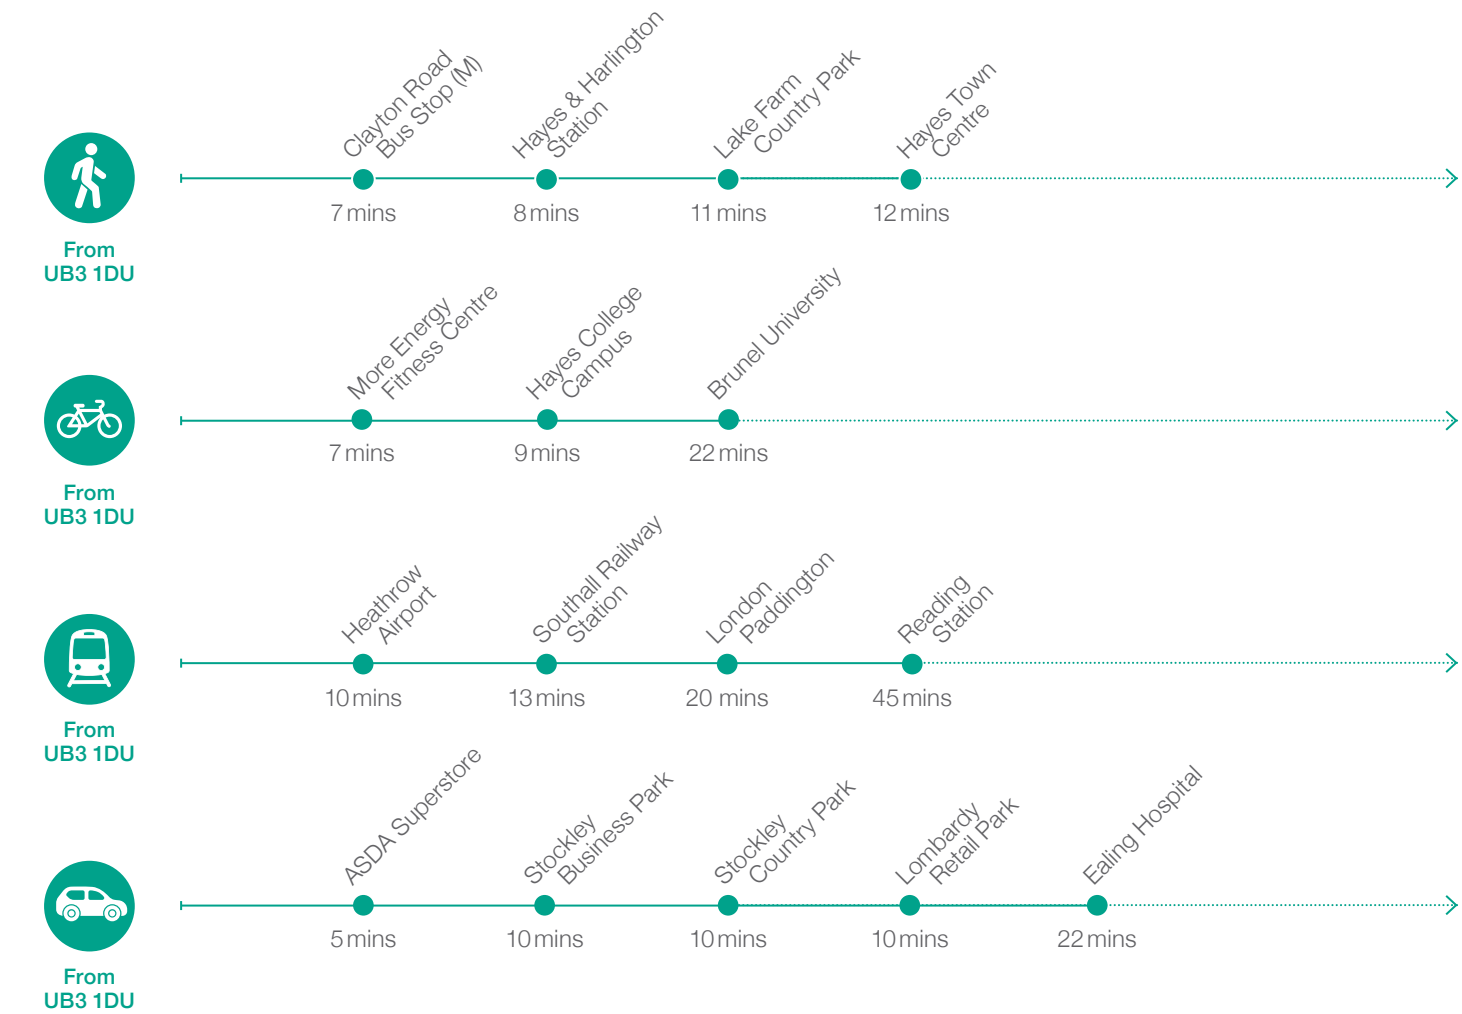 Clayton Road
Bus Stop (M)
Hayes & Harlington
Station
Lake Farm
Country Park
Hayes Town
Centre
7 mins
8 mins
11 mins
12 mins
From
UB3 1DU
More Energy
Fitness Centre
Hayes College
Campus
Brunel University
7 mins
9 mins
22 mins
From
UB3 1DU
Heathrow
Airport
Southall Railway
Station
London
Paddington
Reading
Station
10 mins
13 mins
20 mins
45 mins
From
UB3 1DU
ASDA Superstore
Stockley
Business Park
Stockley
Country Park
Lombardy
Retail Park
Ealing Hospital
5 mins
10 mins
10 mins
10 mins
22 mins
From
UB3 1DU